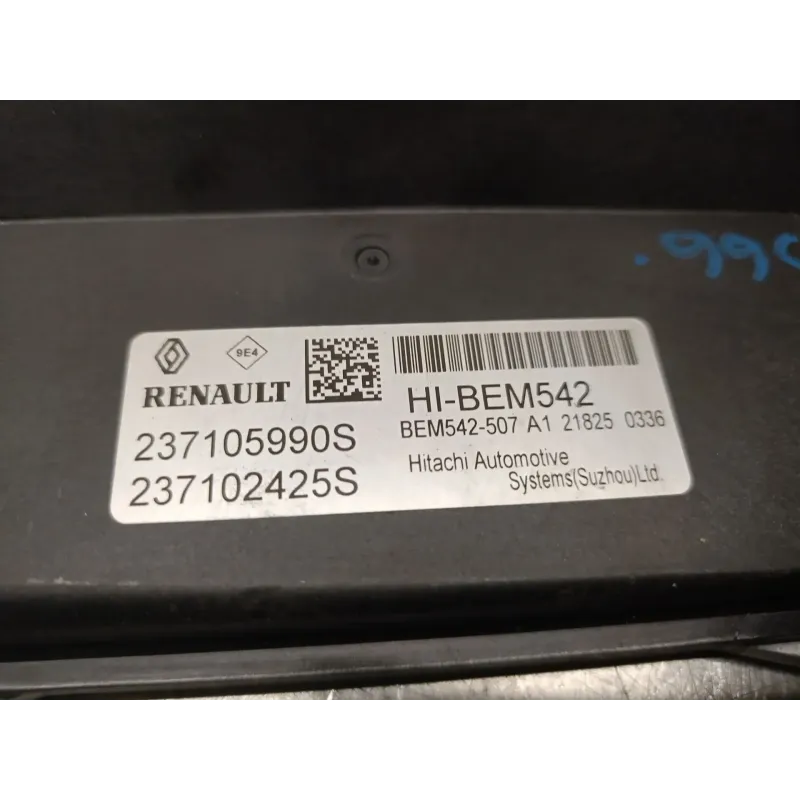 9E4
RENAULT
237105990S
237102425S
HI-BEM542
BEM542-507 A1 21825 0336
Hitachi Automotive
Systems(Suzhou)Ltd.